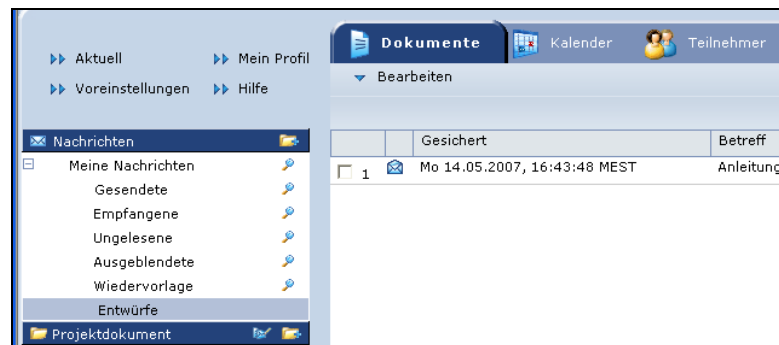 Aktuell Mein Profil
Voreinstellungen Hilfe
Dokumente Kalender Teilnehmer
Bearbeiten
Nachrichten
Meine Nachrichten
Gesendete
Empfangene
Ungelesene
Ausgeblendete
Wiedervorlage
Entwürfe
Projektdokument
Gesichert Betreff
1 Mo 14.05.2007, 16:43:48 MEST Anleitung